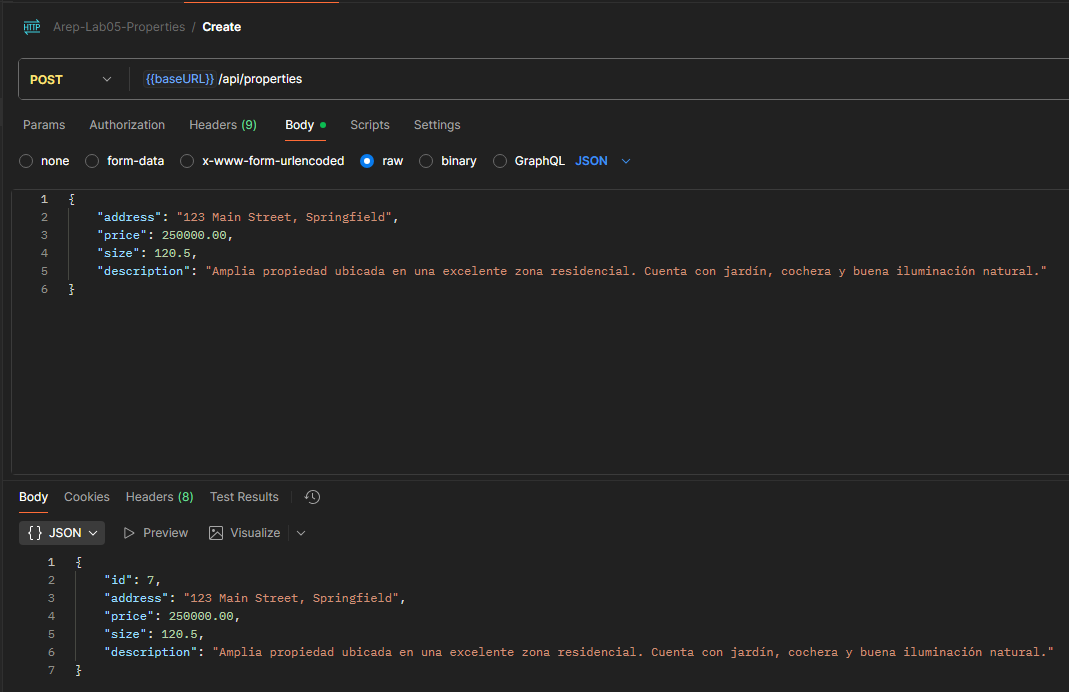 HTTP Arep-Lab05-Properties / Create
POST {{baseURL}} /api/properties
Params Authorization Headers (9) Body Scripts Settings
none form-data x-www-form-urlencoded raw binary GraphQL JSON
1 {
2 "address": "123 Main Street, Springfield",
3 "price": 250000.00,
4 "size": 120.5,
5 "description": "Amplia propiedad ubicada en una excelente zona residencial. Cuenta con jardín, cochera y buena iluminación natural."
6 }
Body Cookies Headers (8) Test Results
{} JSON Preview Visualize
1 {
2 "id": 7,
3 "address": "123 Main Street, Springfield",
4 "price": 250000.00,
5 "size": 120.5,
6 "description": "Amplia propiedad ubicada en una excelente zona residencial. Cuenta con jardín, cochera y buena iluminación natural."
7 }